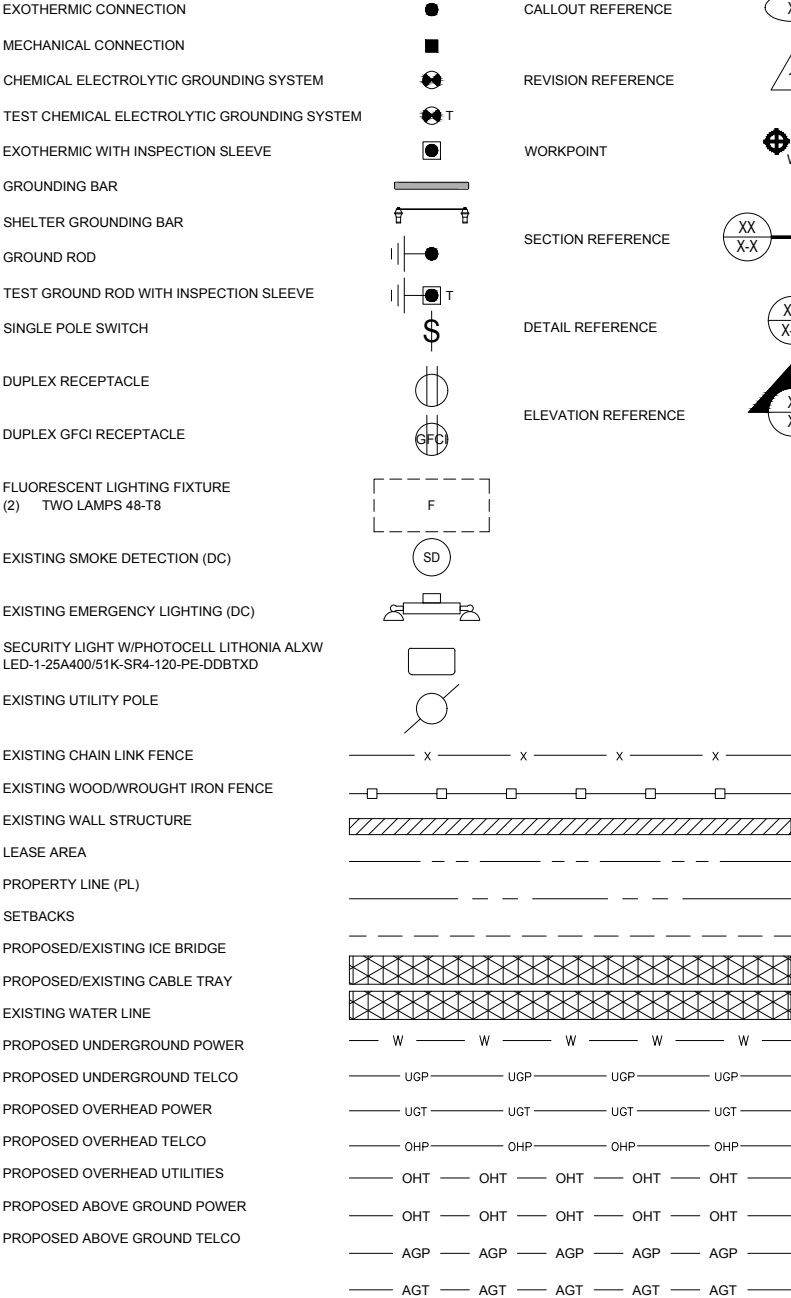 EXOTHERMIC CONNECTION
MECHANICAL CONNECTION
CHEMICAL ELECTROLYTIC GROUNDING SYSTEM
TEST CHEMICAL ELECTROLYTIC GROUNDING SYSTEM T
EXOTHERMIC WITH INSPECTION SLEEVE
GROUNDING BAR
SHELTER GROUNDING BAR
GROUND ROD
TEST GROUND ROD WITH INSPECTION SLEEVE T
SINGLE POLE SWITCH S
DUPLEX RECEPTACLE
DUPLEX GFCI RECEPTACLE GFCI
FLUORESCENT LIGHTING FIXTURE
(2) TWO LAMPS 48-T8 F
EXISTING SMOKE DETECTION (DC) SD
EXISTING EMERGENCY LIGHTING (DC)
SECURITY LIGHT W/PHOTOCELL LITHONIA ALXW
LED-1-25A400/51K-SR4-120-PE-DDBTXD
EXISTING UTILITY POLE
EXISTING CHAIN LINK FENCE X X X X
EXISTING WOOD/WROUGHT IRON FENCE
EXISTING WALL STRUCTURE
LEASE AREA
PROPERTY LINE (PL)
SETBACKS
PROPOSED/EXISTING ICE BRIDGE
PROPOSED/EXISTING CABLE TRAY
EXISTING WATER LINE
W W W W W
PROPOSED UNDERGROUND POWER
UGP UGP UGP UGP
PROPOSED UNDERGROUND TELCO
UGT UGT UGT UGT
PROPOSED OVERHEAD POWER
OHP OHP OHP OHP
PROPOSED OVERHEAD TELCO
OHT OHT OHT OHT OHT
PROPOSED OVERHEAD UTILITIES
OHT OHT OHT OHT OHT
PROPOSED ABOVE GROUND POWER
AGP AGP AGP AGP AGP
PROPOSED ABOVE GROUND TELCO
AGT AGT AGT AGT AGT
CALLOUT REFERENCE
REVISION REFERENCE
WORKPOINT
SECTION REFERENCE
XX
X-X
DETAIL REFERENCE
ELEVATION REFERENCE